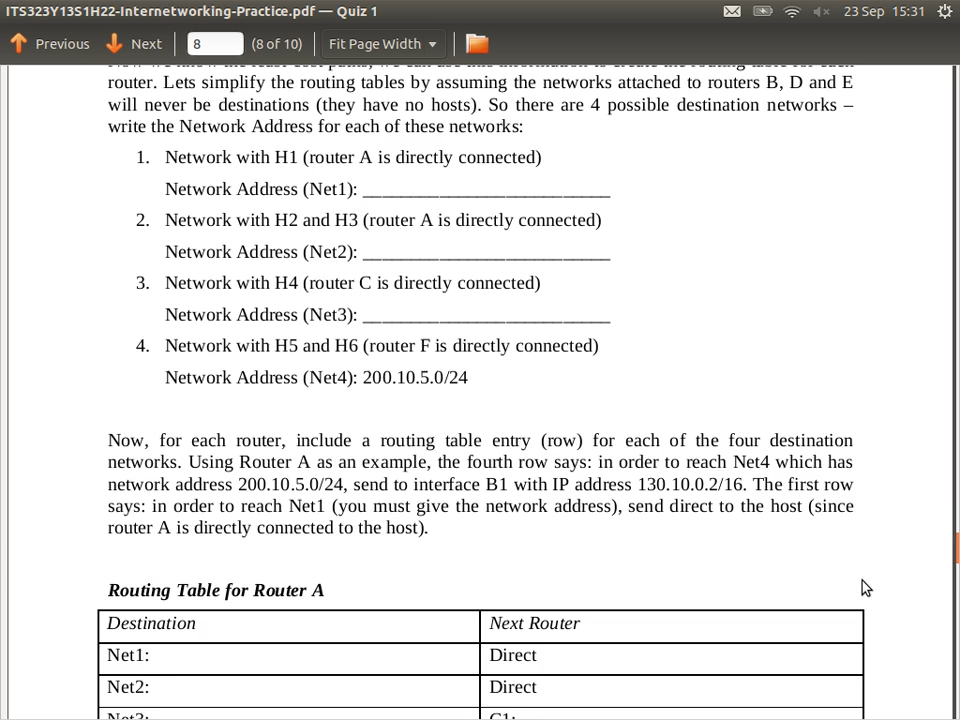 ITS323Y13S1H22-Internetworking-Practice.pdf — Quiz 1
23 Sep 15:31
Previous Next 8 (8 of 10) Fit Page Width
router. Lets simplify the routing tables by assuming the networks attached to routers B, D and E
will never be destinations (they have no hosts). So there are 4 possible destination networks –
write the Network Address for each of these networks:
1. Network with H1 (router A is directly connected)
Network Address (Net1): __________________________
2. Network with H2 and H3 (router A is directly connected)
Network Address (Net2): __________________________
3. Network with H4 (router C is directly connected)
Network Address (Net3): __________________________
4. Network with H5 and H6 (router F is directly connected)
Network Address (Net4): 200.10.5.0/24
Now, for each router, include a routing table entry (row) for each of the four destination
networks. Using Router A as an example, the fourth row says: in order to reach Net4 which has
network address 200.10.5.0/24, send to interface B1 with IP address 130.10.0.2/16. The first row
says: in order to reach Net1 (you must give the network address), send direct to the host (since
router A is directly connected to the host).
Routing Table for Router A
Destination Next Router
Net1: Direct
Net2: Direct
Net3: C1: